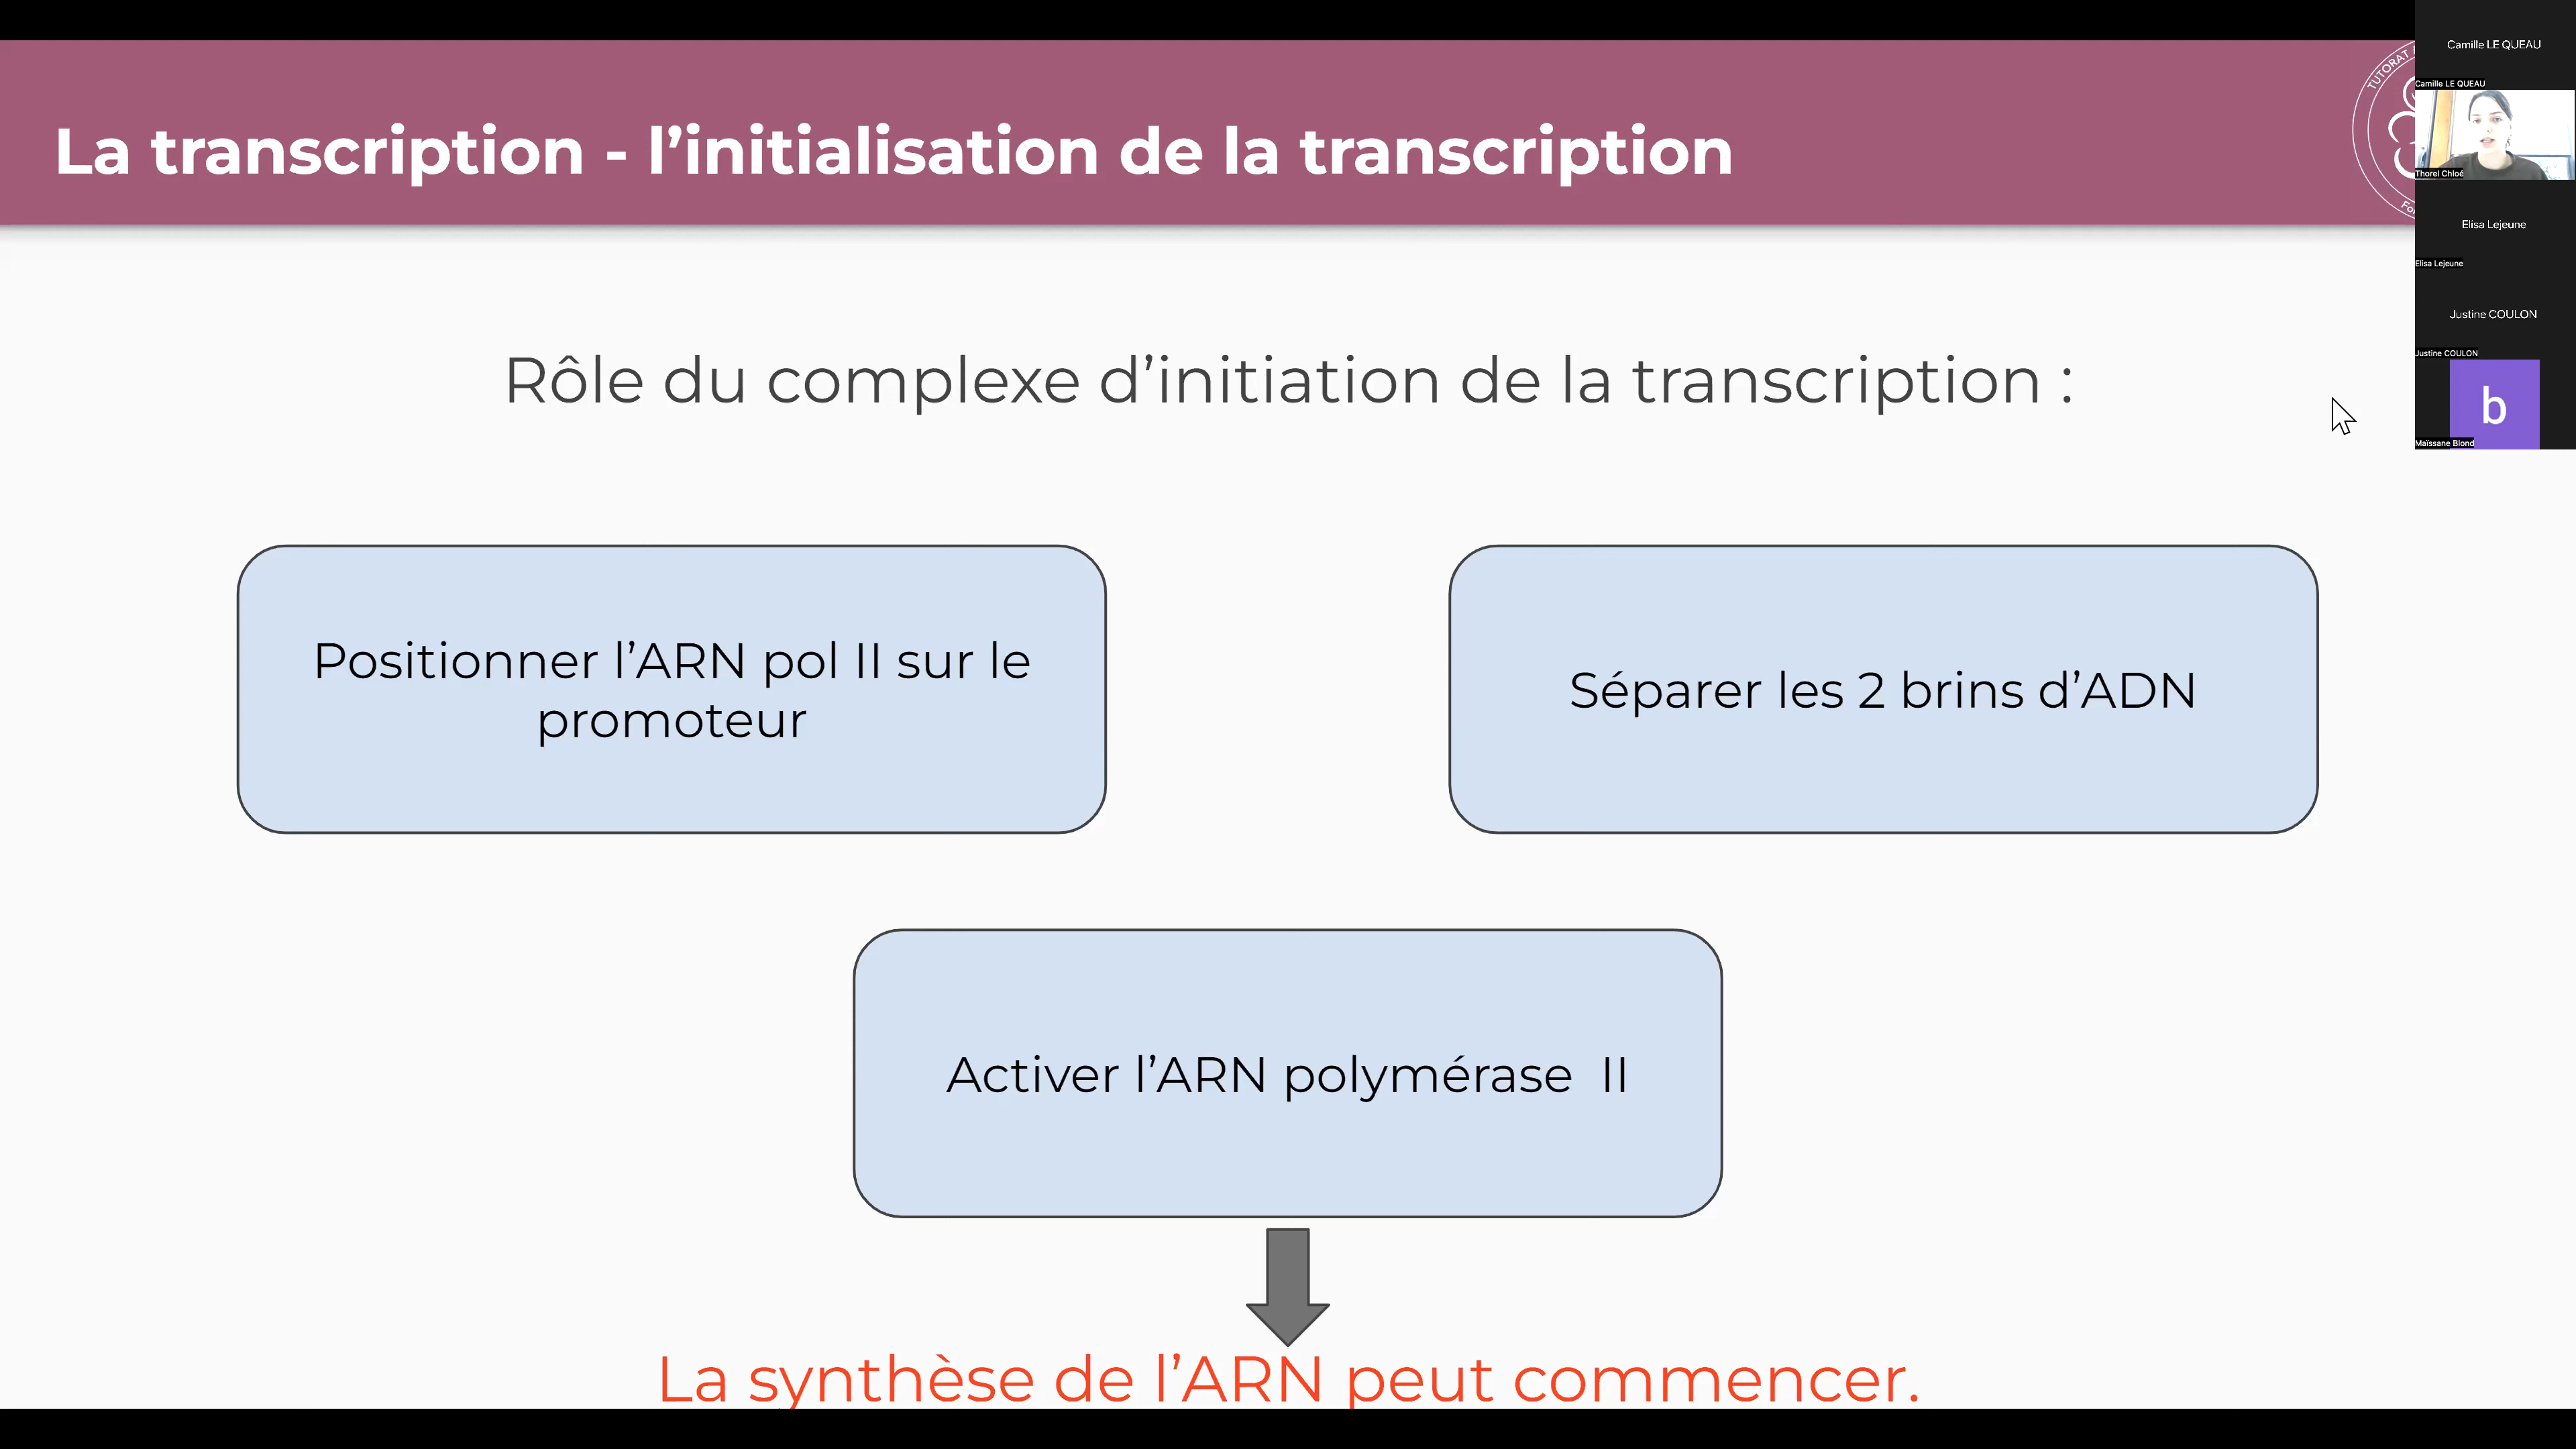 La transcription - l’initialisation de la transcription
TUTORAT
Rôle du complexe d’initiation de la transcription :
Positionner l’ARN pol II sur le
promoteur
Séparer les 2 brins d’ADN
Activer l’ARN polymérase II
La synthèse de l’ARN peut commencer.
Camille LE QUEAU
Camille LE QUEAU
Thorel Chloé
Elisa Lejeune
Elisa Lejeune
Justine COULON
Justine COULON
b
Maïssane Blond